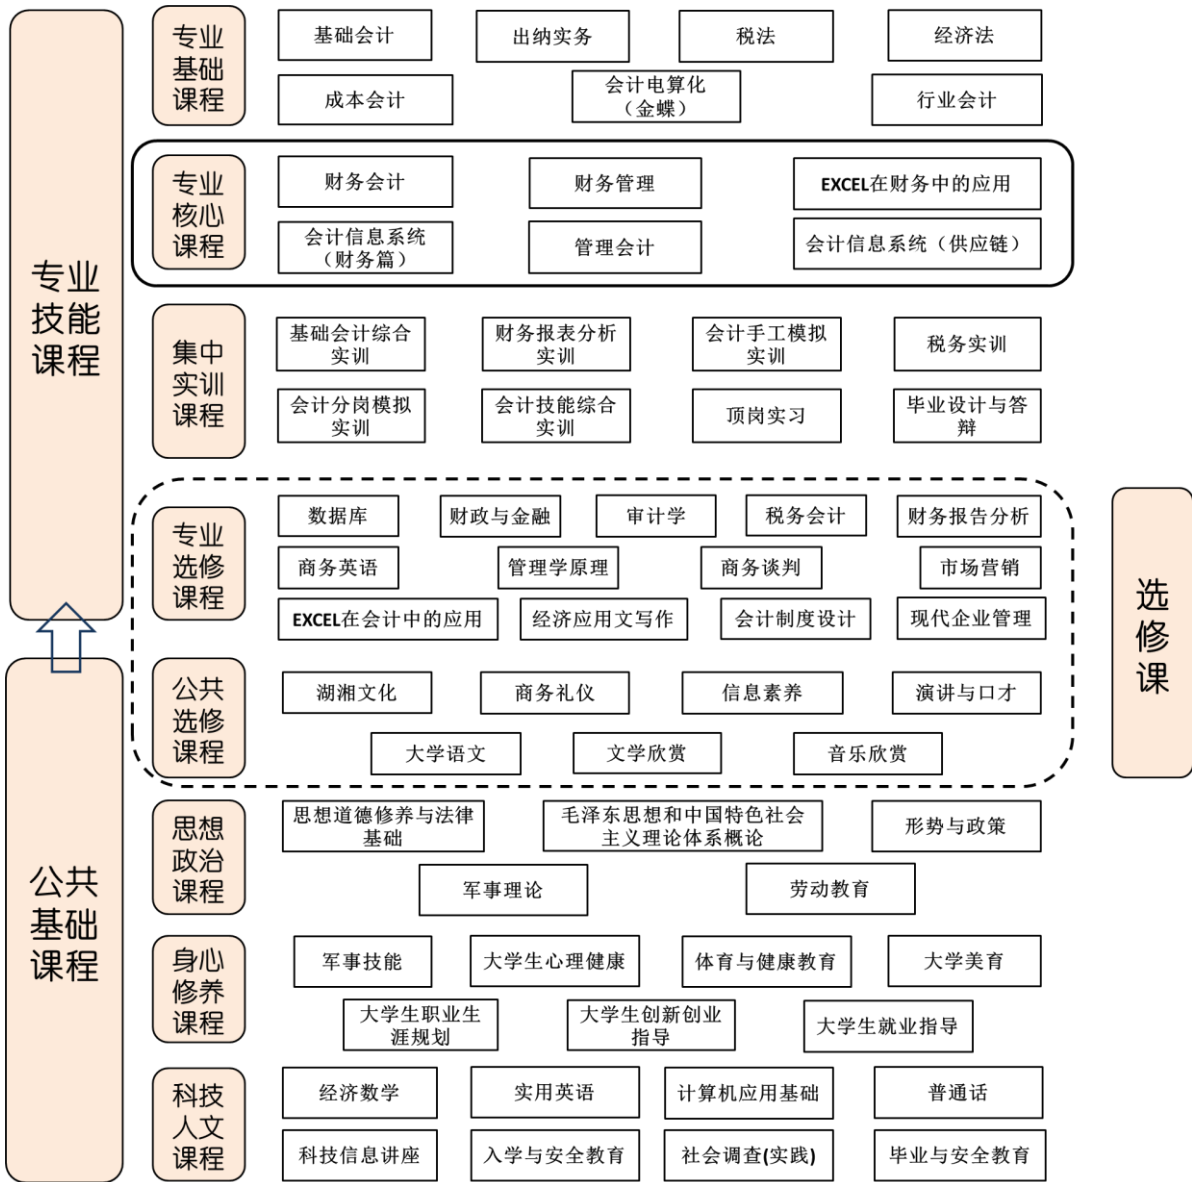 专业
技能
课程
专业
基础
课程
基础会计
出纳实务
税法
经济法
成本会计
会计电算化
（金蝶）
行业会计
专业
核心
课程
财务会计
财务管理
EXCEL在财务中的应用
会计信息系统
（财务篇）
管理会计
会计信息系统（供应链）
集中
实训
课程
基础会计综合
实训
财务报表分析
实训
会计手工模拟
实训
税务实训
会计分岗模拟
实训
会计技能综合
实训
顶岗实习
毕业设计与答
辩
专业
选修
课程
数据库
财政与金融
审计学
税务会计
财务报告分析
商务英语
管理学原理
商务谈判
市场营销
EXCEL在会计中的应用
经济应用文写作
会计制度设计
现代企业管理
选
修
课
公共
基础
课程
公共
选修
课程
湖湘文化
商务礼仪
信息素养
演讲与口才
大学语文
文学欣赏
音乐欣赏
思想
政治
课程
思想道德修养与法律
基础
毛泽东思想和中国特色社会
主义理论体系概论
形势与政策
军事理论
劳动教育
身心
修养
课程
军事技能
大学生心理健康
体育与健康教育
大学美育
大学生职业生
涯规划
大学生创新创业
指导
大学生就业指导
科技
人文
课程
经济数学
实用英语
计算机应用基础
普通话
科技信息讲座
入学与安全教育
社会调查(实践)
毕业与安全教育